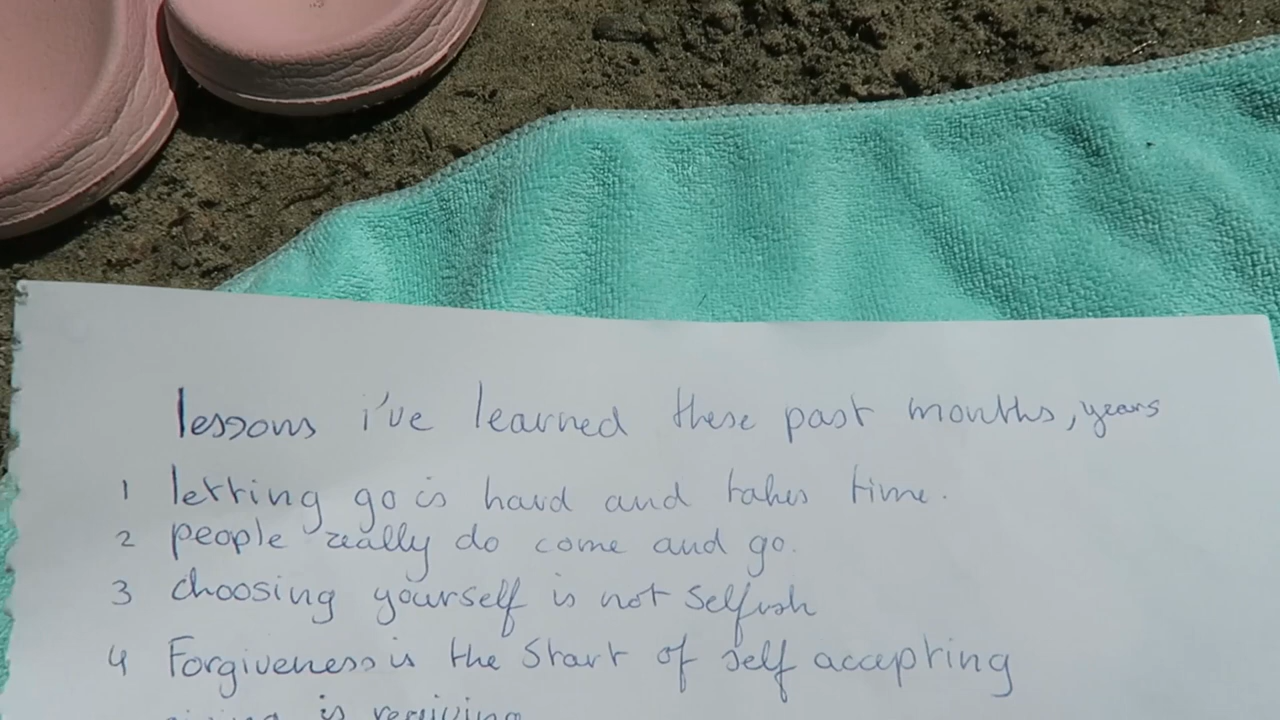 lessons i've learned these past months, years
1 letting go is hard and takes time.
2 people really do come and go.
3 choosing yourself is not selfish
4 Forgiveness is the start of self accepting
is